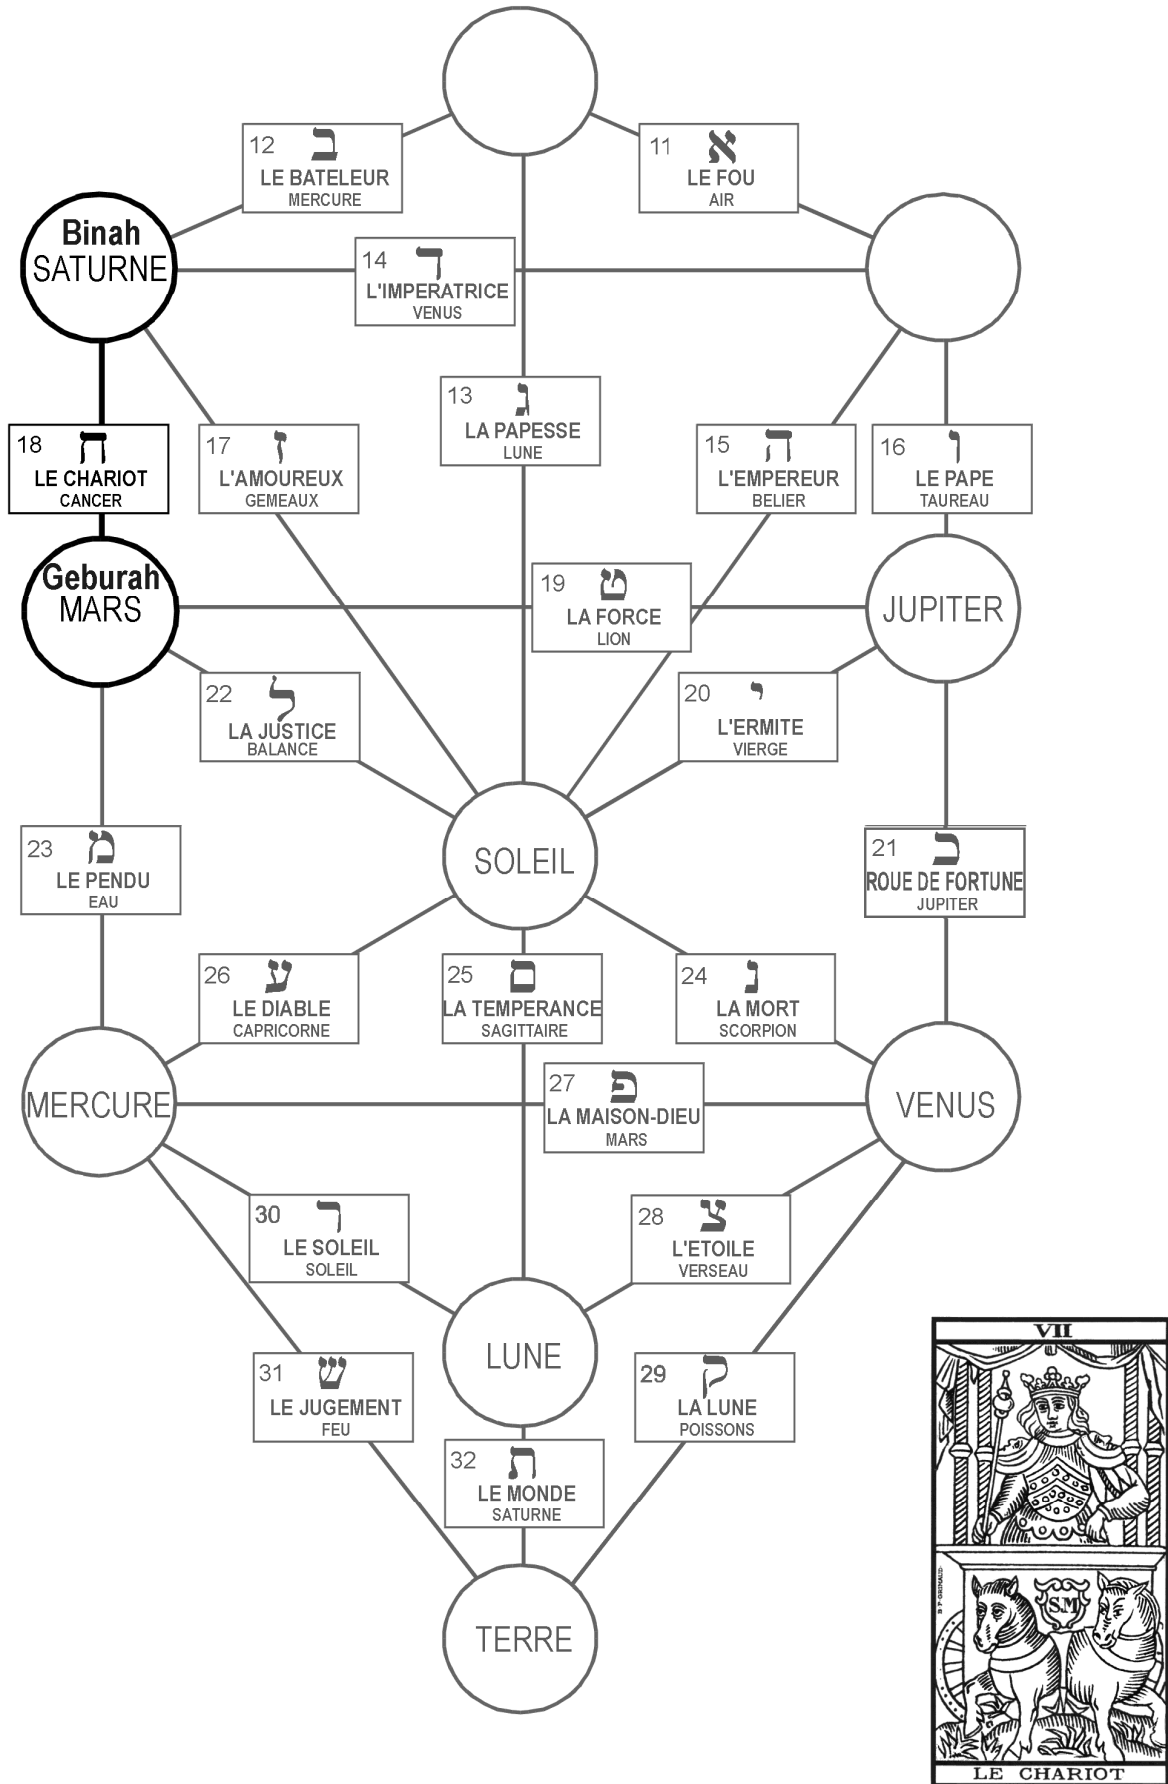 12
ב
LE BATELEUR
MERCURE
11
א
LE FOU
AIR
Binah
SATURNE
14
ד
L'IMPERATRICE
VENUS
13
ג
LA PAPESSE
LUNE
18
ח
LE CHARIOT
CANCER
17
ז
L'AMOUREUX
GEMEAUX
15
ה
L'EMPEREUR
BELIER
16
ו
LE PAPE
TAUREAU
Geburah
MARS
19
ט
LA FORCE
LION
JUPITER
22
ל
LA JUSTICE
BALANCE
20
י
L'ERMITE
VIERGE
23
מ
LE PENDU
EAU
SOLEIL
21
כ
ROUE DE FORTUNE
JUPITER
26
ע
LE DIABLE
CAPRICORNE
25
ם
LA TEMPERANCE
SAGITTAIRE
24
נ
LA MORT
SCORPION
MERCURE
27
פ
LA MAISON-DIEU
MARS
VENUS
30
ר
LE SOLEIL
SOLEIL
28
צ
L'ETOILE
VERSEAU
LUNE
31
ש
LE JUGEMENT
FEU
29
ק
LA LUNE
POISSONS
32
ת
LE MONDE
SATURNE
TERRE
VII
B.P. GRIMAUD
S.M
LE CHARIOT